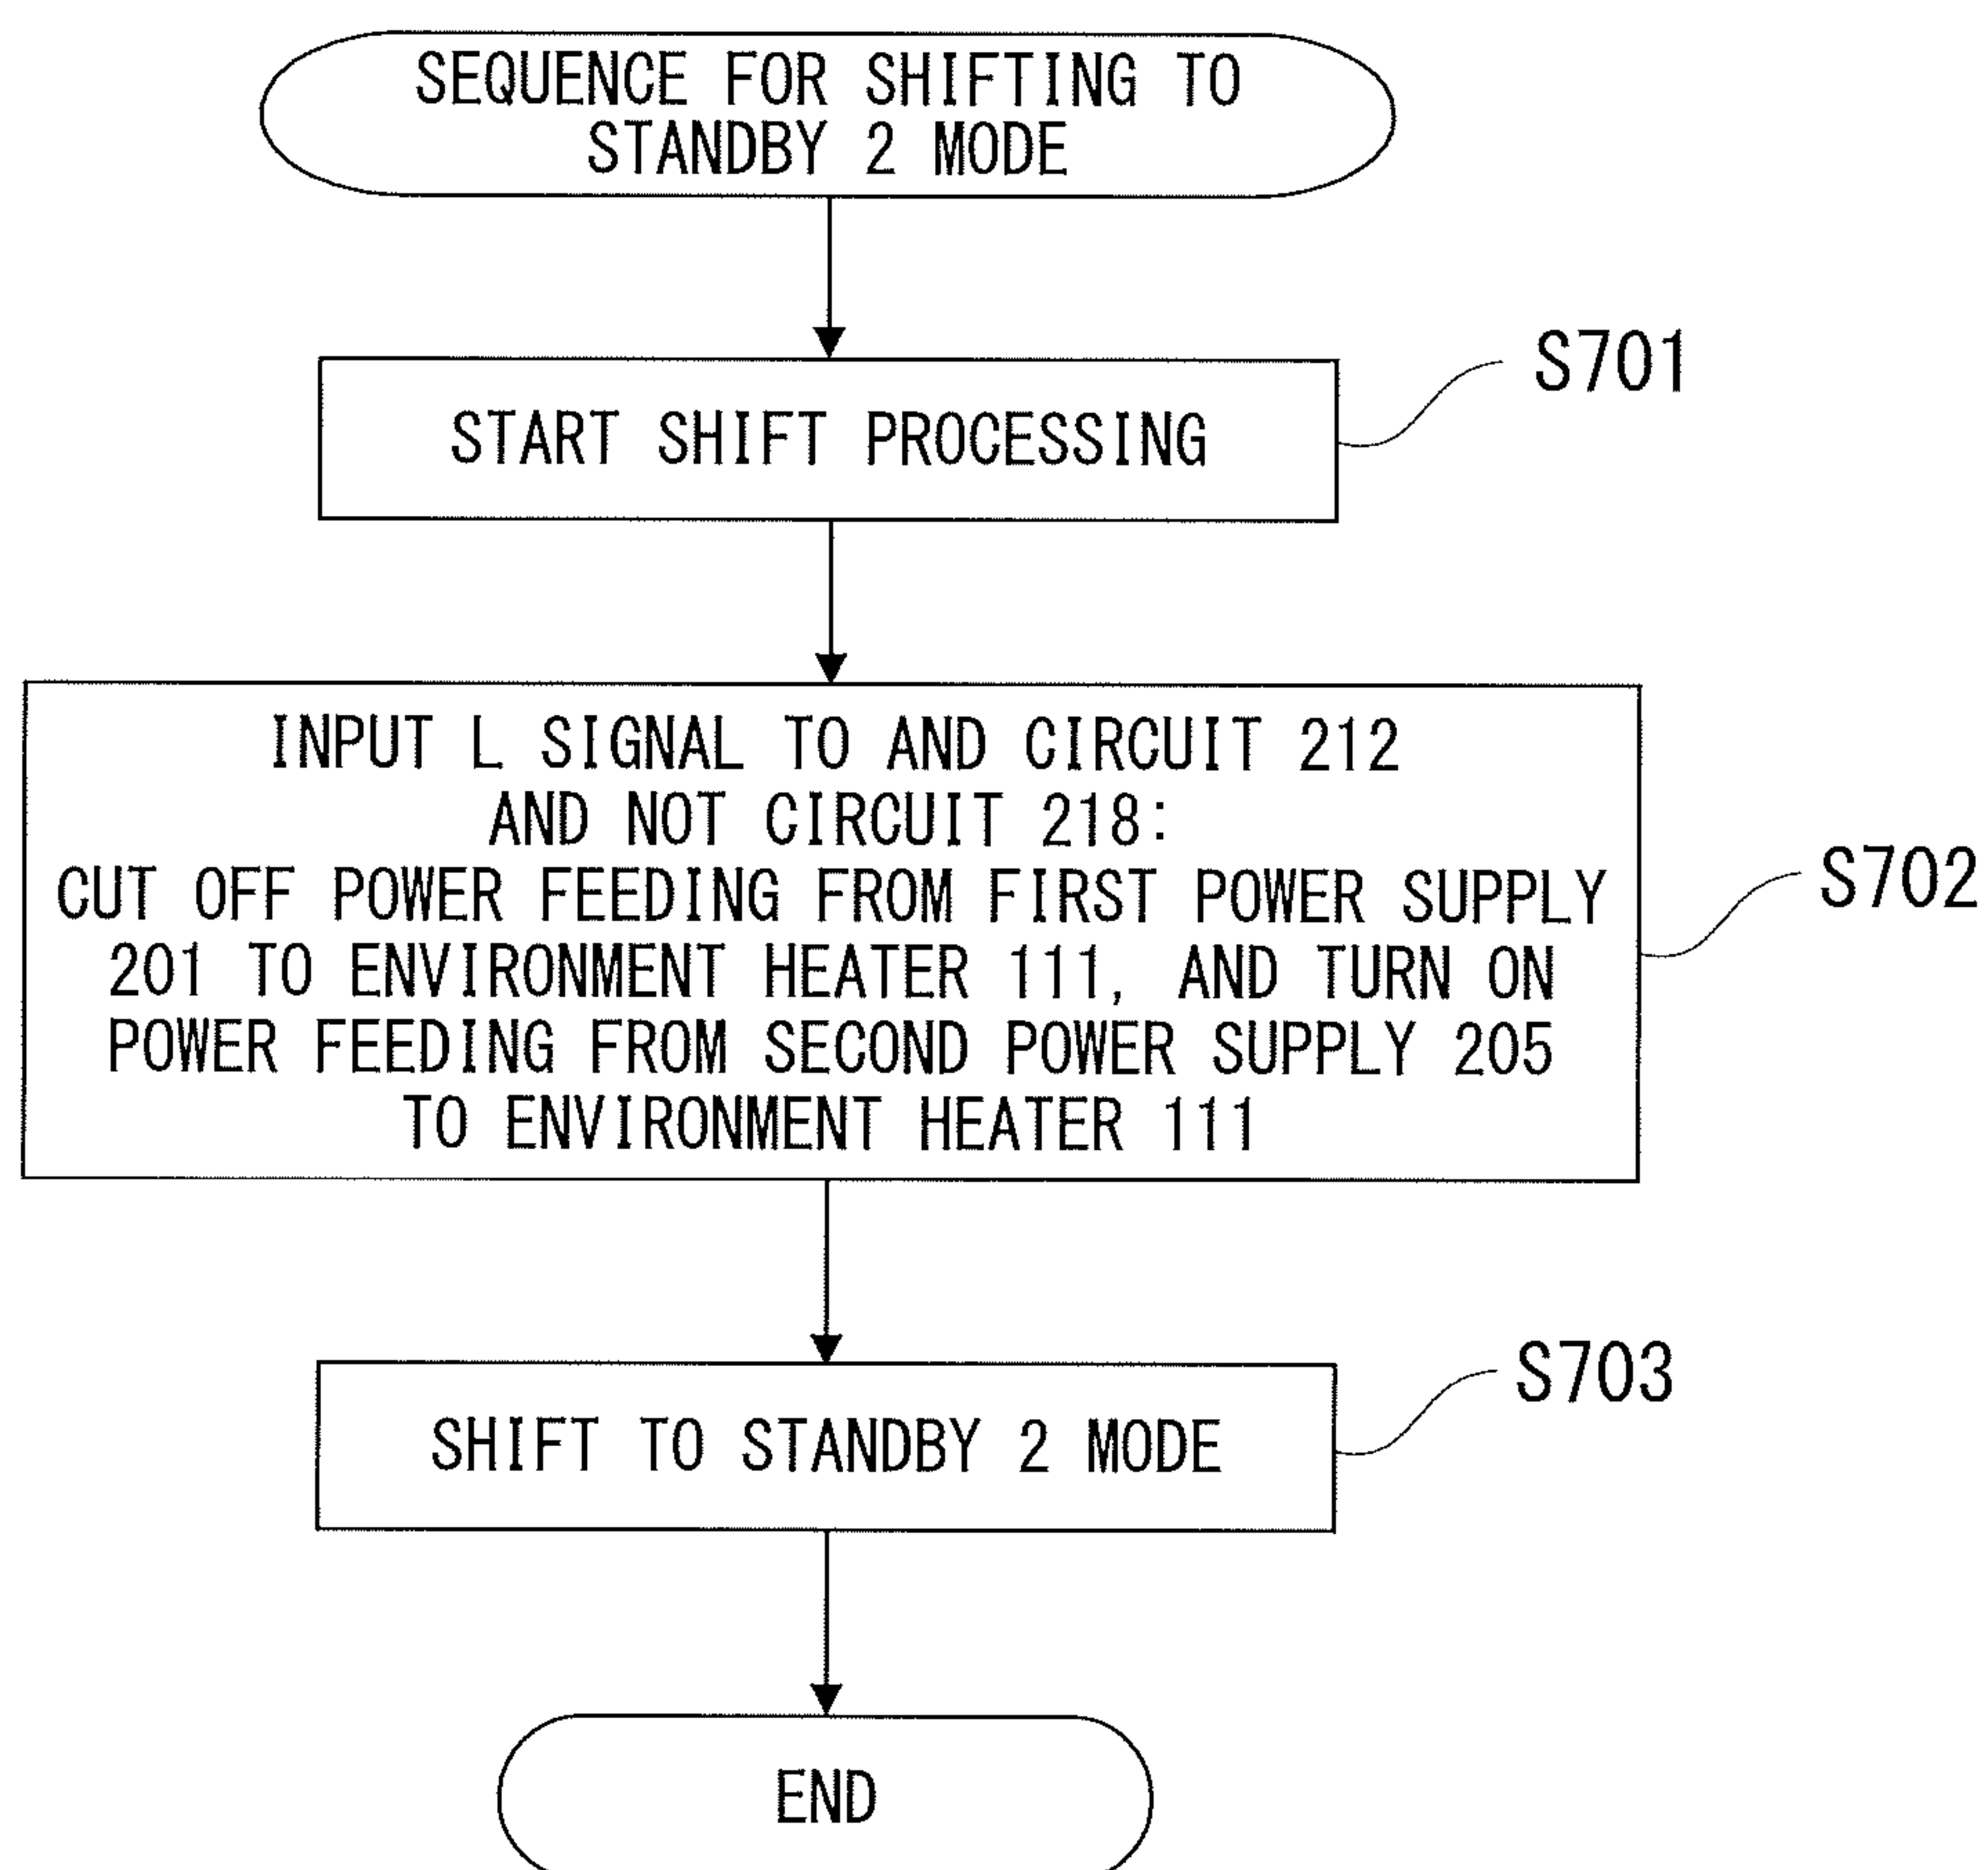 SEQUENCE FOR SHIFTING TO
STANDBY 2 MODE
S701
START SHIFT PROCESSING
INPUT L SIGNAL TO AND CIRCUIT 212
AND NOT CIRCUIT 218:
CUT OFF POWER FEEDING FROM FIRST POWER SUPPLY
201 TO ENVIRONMENT HEATER 111, AND TURN ON
POWER FEEDING FROM SECOND POWER SUPPLY 205
TO ENVIRONMENT HEATER 111
S702
S703
SHIFT TO STANDBY 2 MODE
END